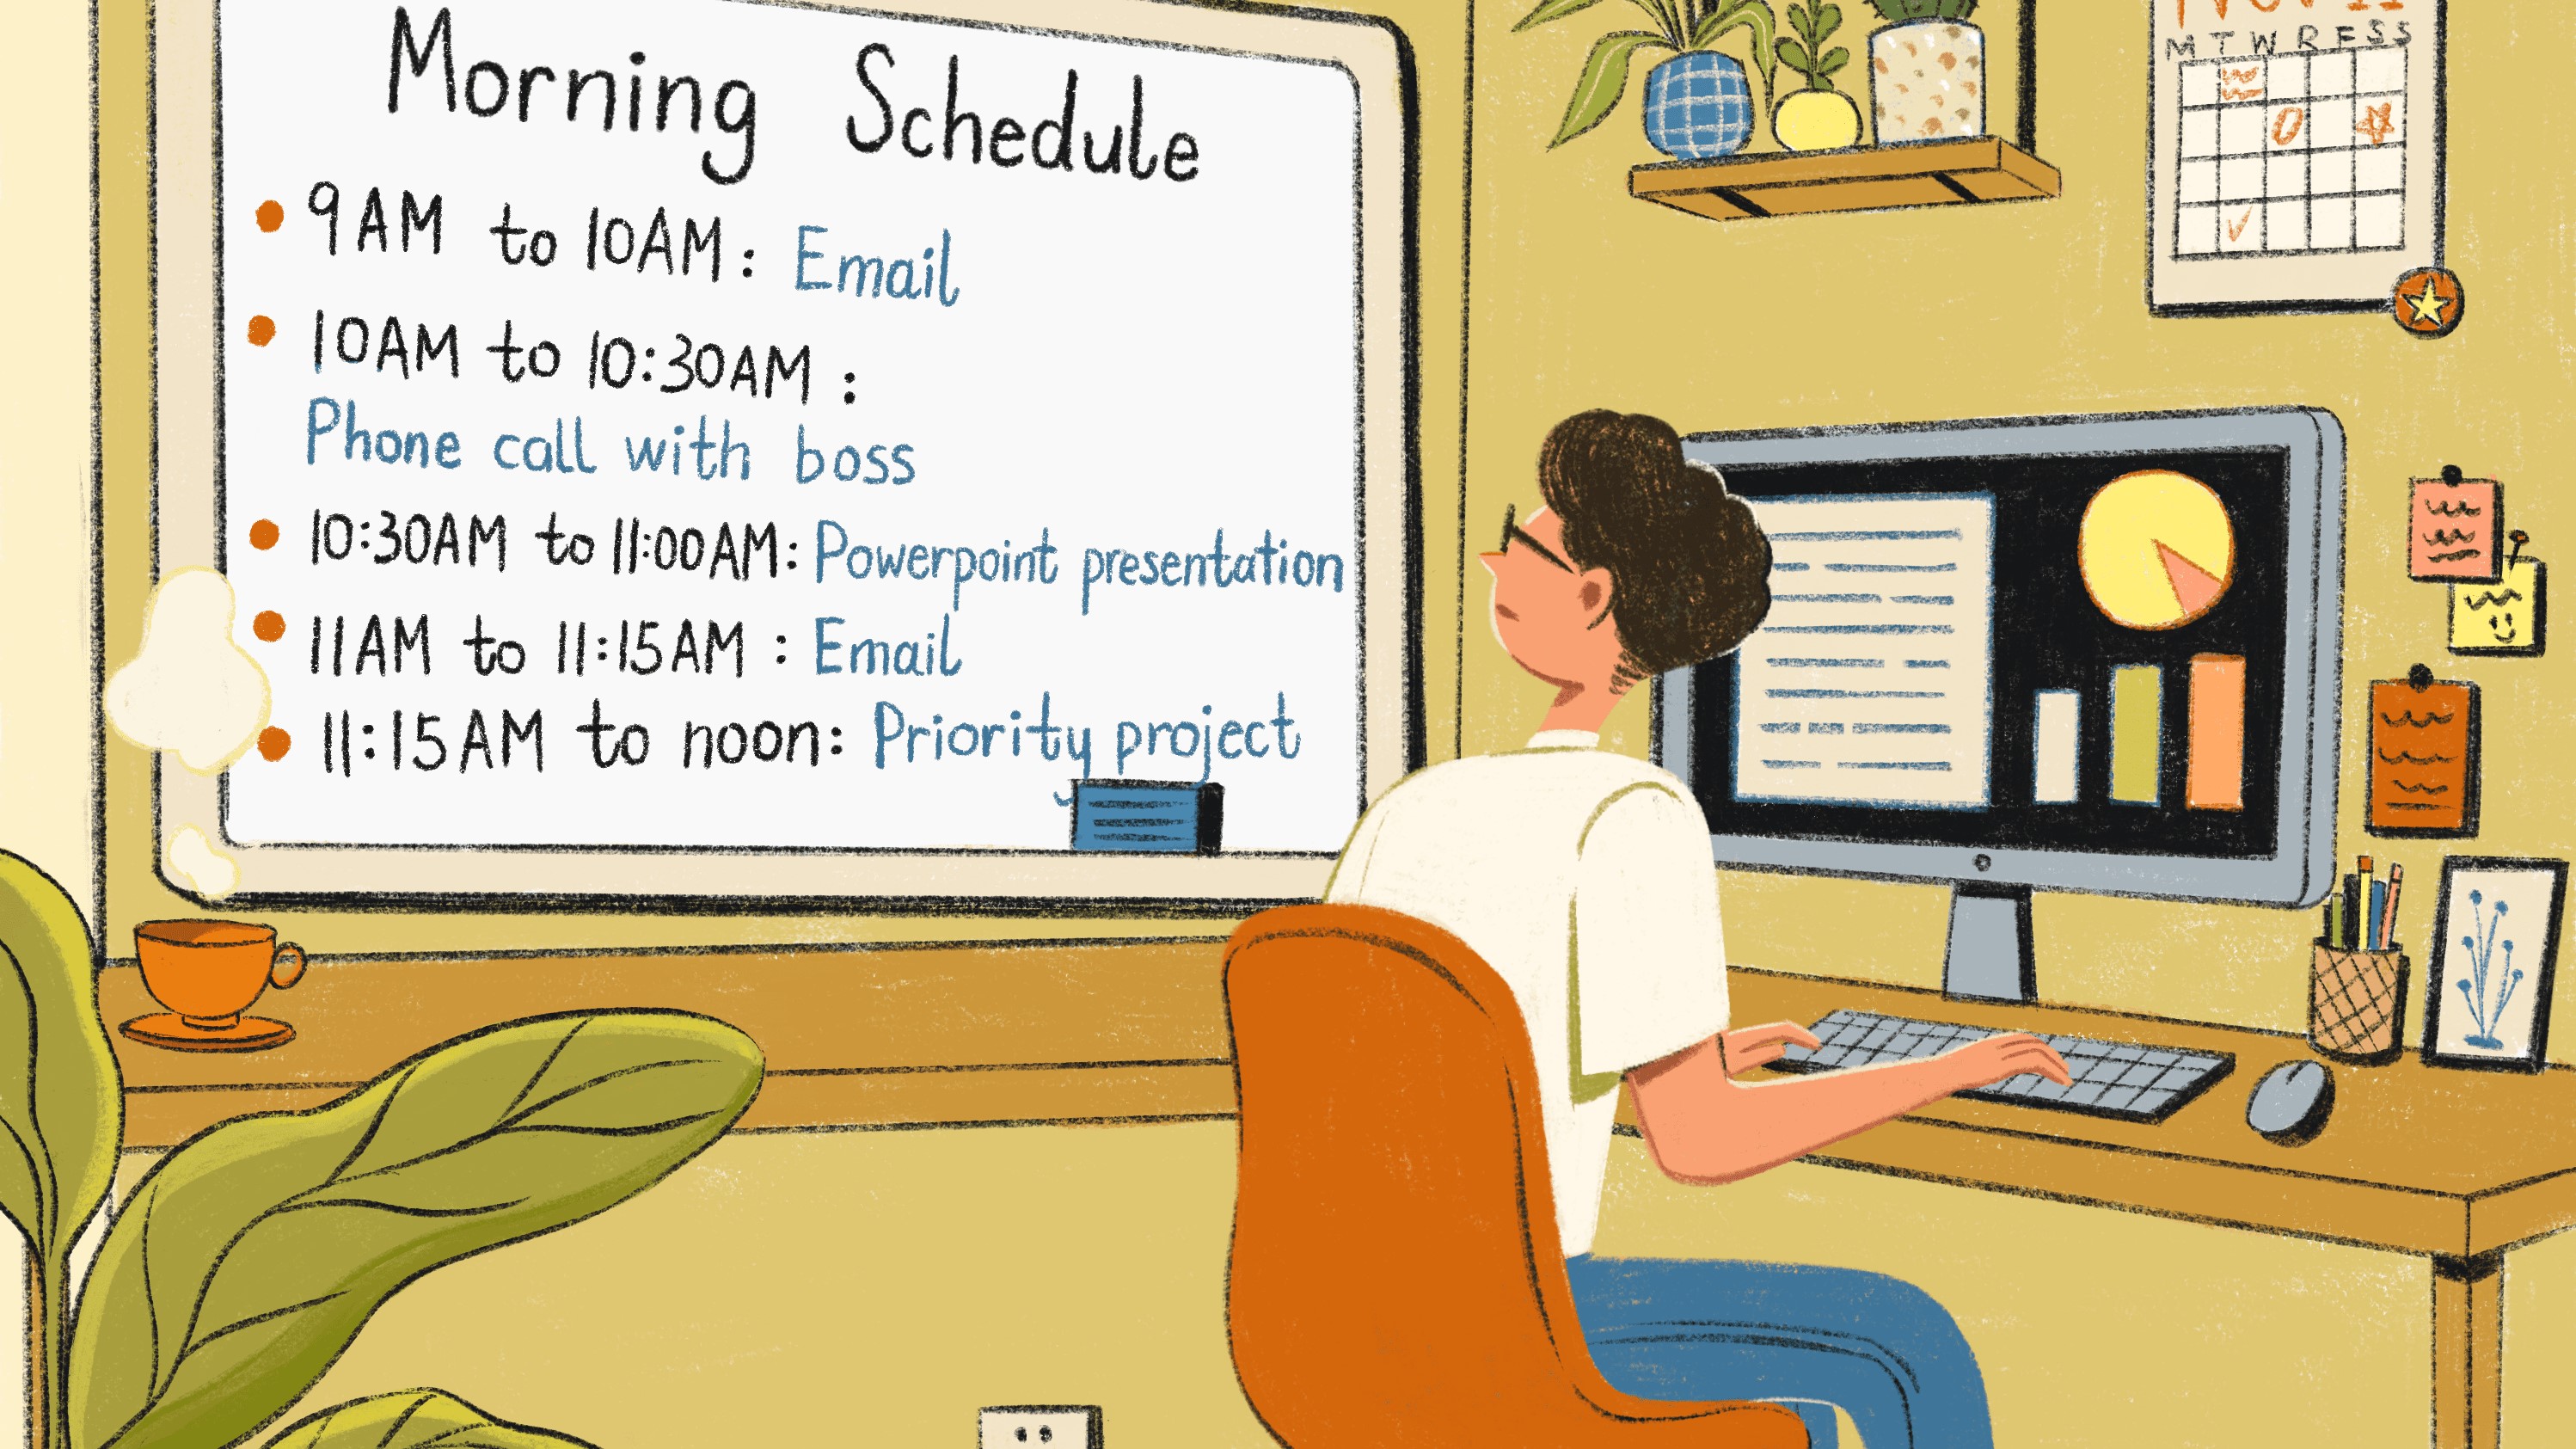 Morning Schedule
9AM to 10AM: Email
10AM to 10:30AM :
Phone call with boss
10:30AM to 11:00AM: Powerpoint presentation
11AM to 11:15AM : Email
11:15AM to noon: Priority project
M T W R F S S